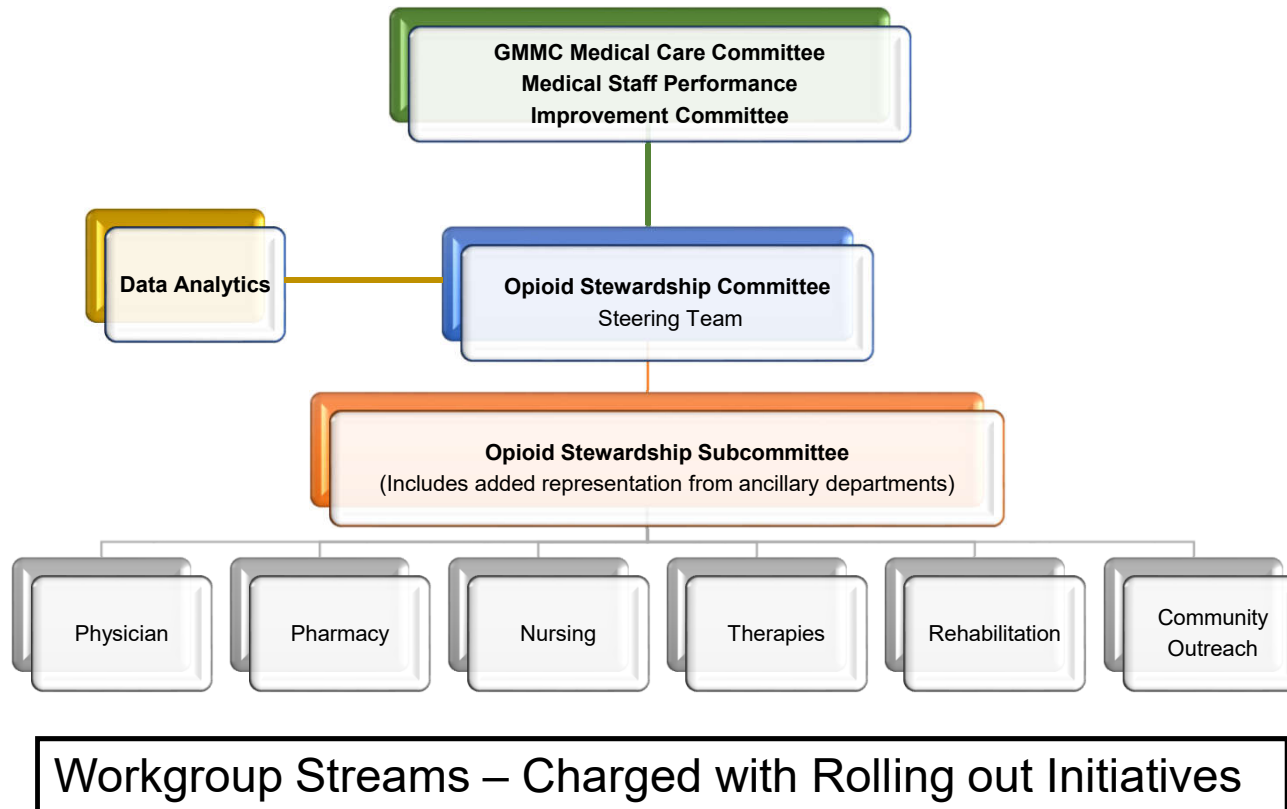 GMMC Medical Care Committee
Medical Staff Performance
Improvement Committee
Data Analytics
Opioid Stewardship Committee
Steering Team
Opioid Stewardship Subcommittee
(Includes added representation from ancillary departments)
Physician
Pharmacy
Nursing
Therapies
Rehabilitation
Community
Outreach
Workgroup Streams – Charged with Rolling out Initiatives